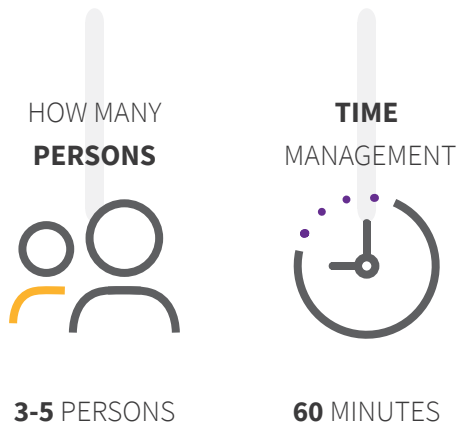 HOW MANY
PERSONS
3-5 PERSONS
TIME
MANAGEMENT
60 MINUTES